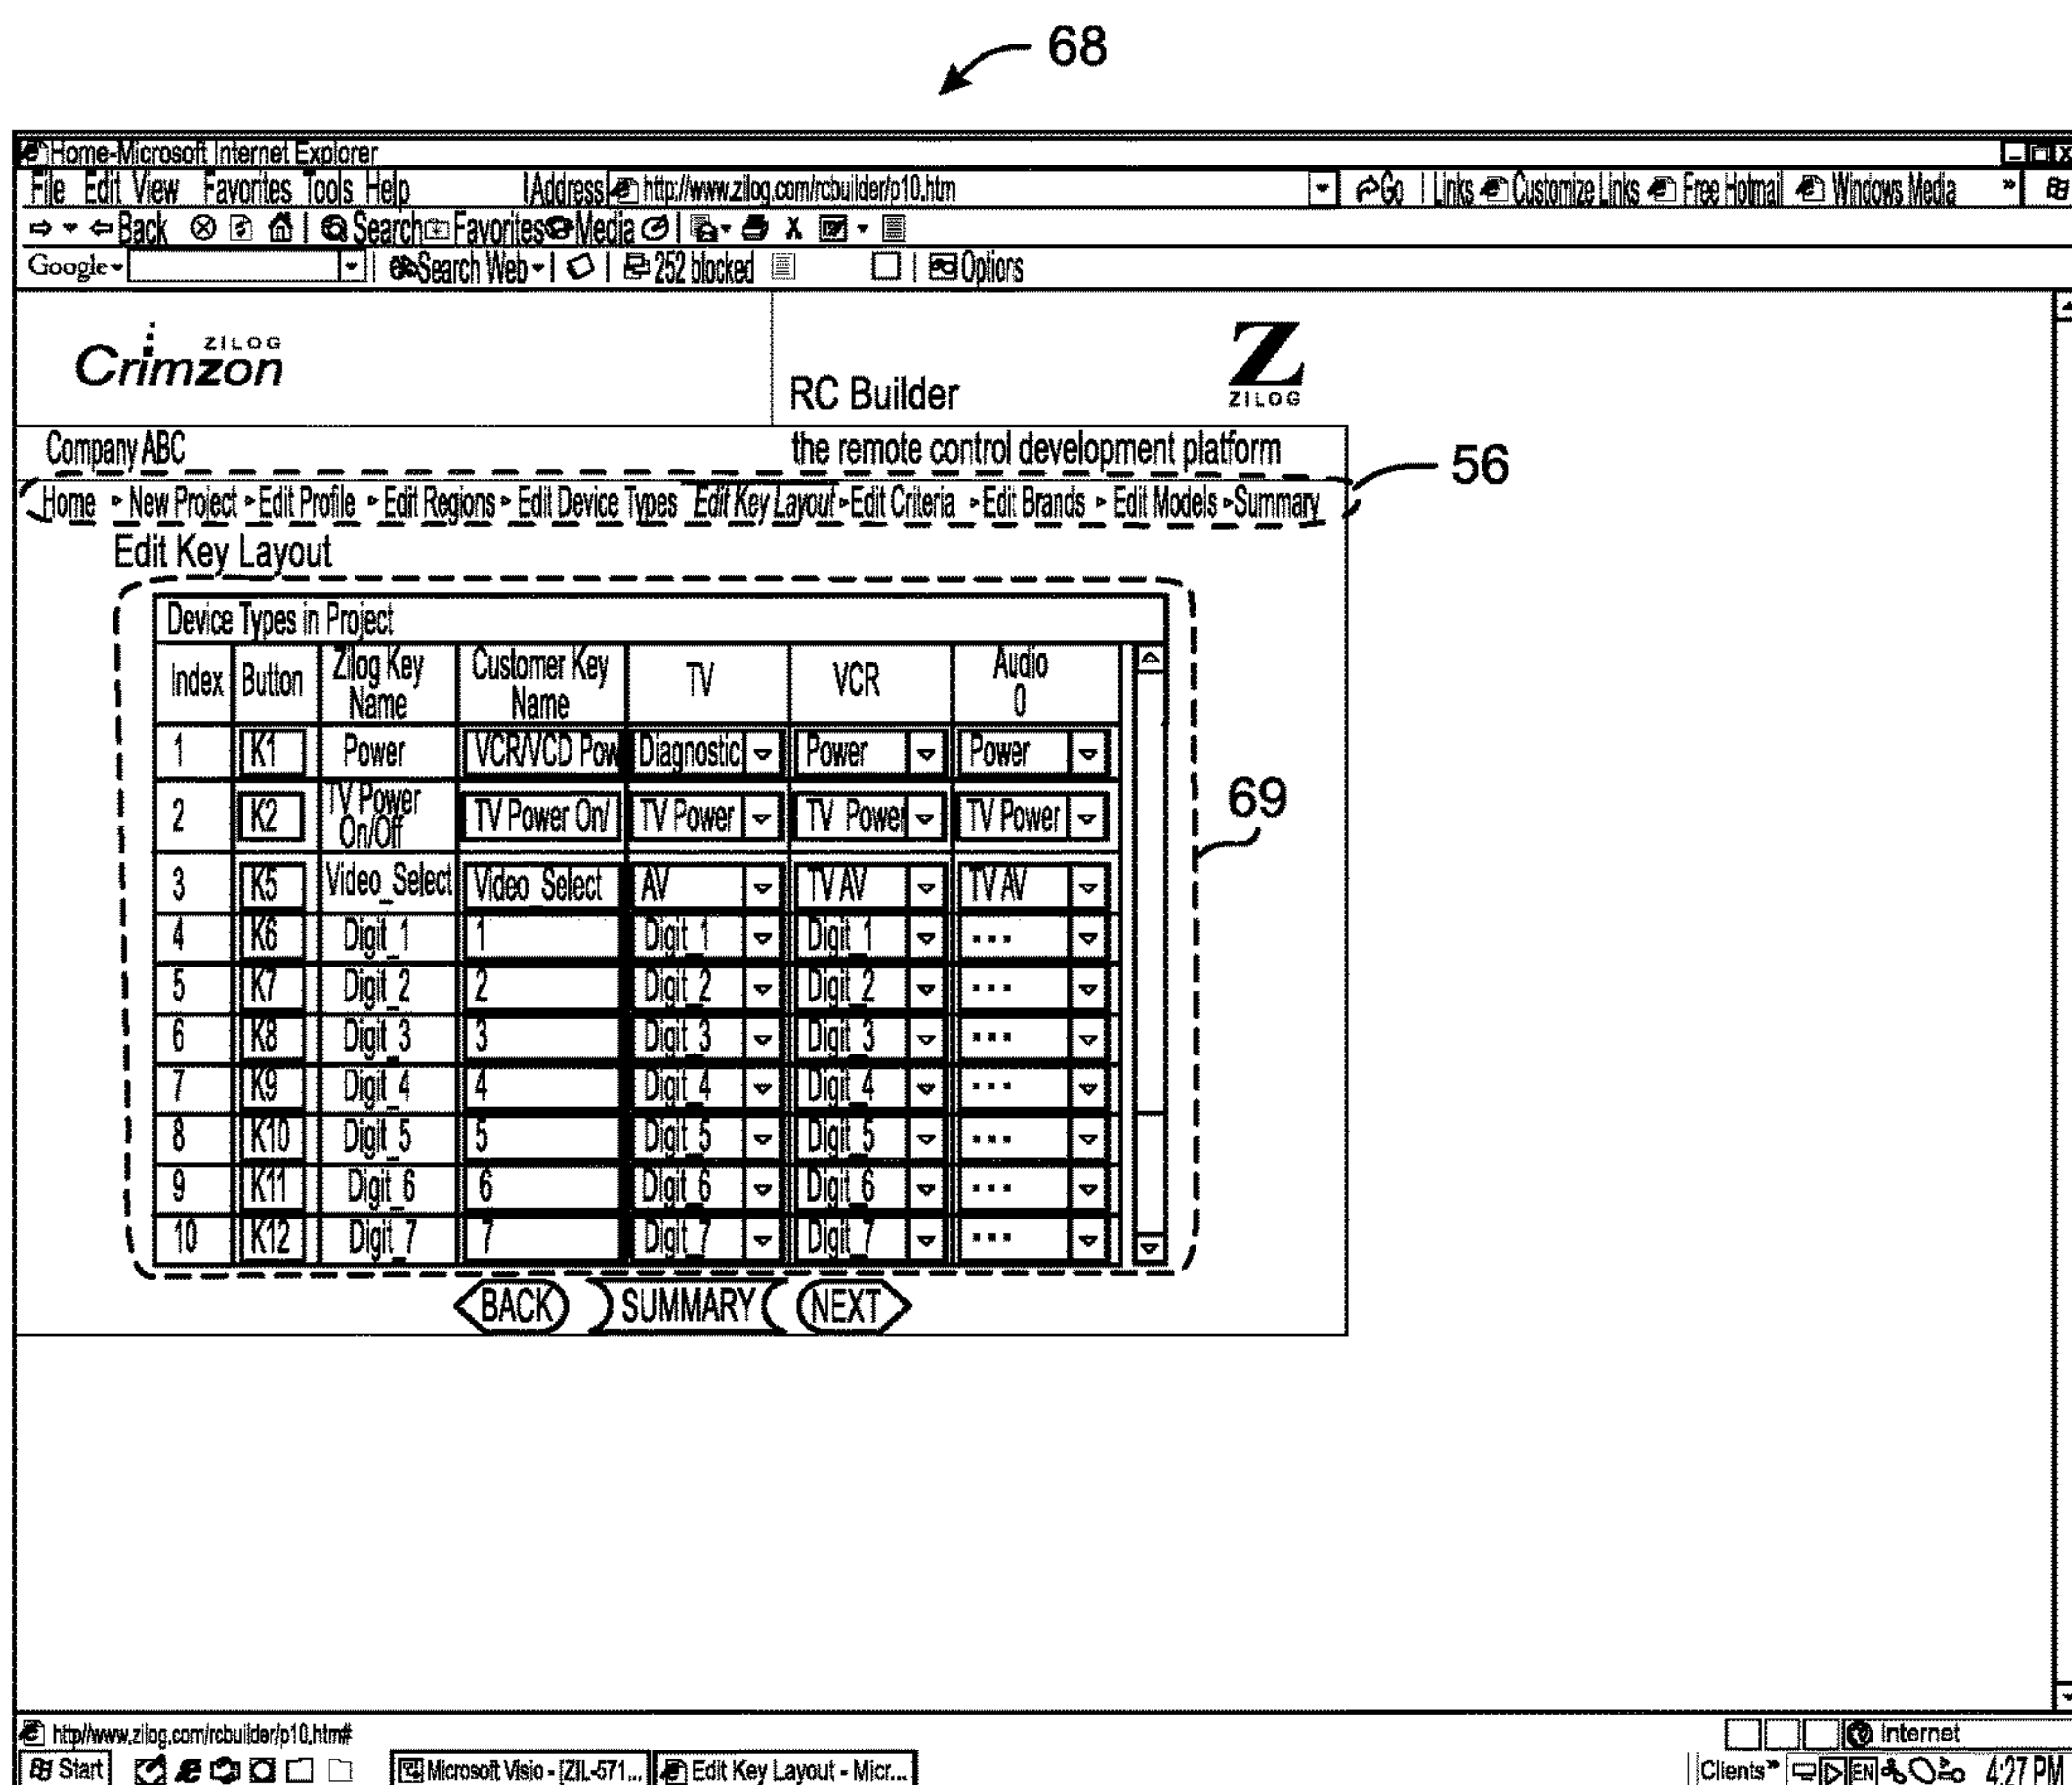 68
Home-Microsoft Internet Explorer
File Edit View Favorites Tools Help Address http://www.zilog.com/rcbuilder/p10.htm Go Links Customize Links Free Hotmail Windows Media »
Back Search Favorites Media
Google Search Web 252 blocked Options
ZILOG
Crimzon
RC Builder
Z
ZILOG
Company ABC the remote control development platform
56
Home ▸ New Project ▸ Edit Profile ▸ Edit Regions ▸ Edit Device Types Edit Key Layout ▸ Edit Criteria ▸ Edit Brands ▸ Edit Models ▸ Summary
Edit Key Layout
69
Device Types in Project
Index Button Zilog Key Name Customer Key Name TV VCR Audio 0
1 K1 Power VCR/VCD Pow Diagnostic Power Power
2 K2 TV Power On/Off TV Power On/ TV Power TV Power TV Power
3 K5 Video_Select Video_Select AV TV AV TV AV
4 K6 Digit_1 1 Digit_1 Digit_1 ...
5 K7 Digit_2 2 Digit_2 Digit_2 ...
6 K8 Digit_3 3 Digit_3 Digit_3 ...
7 K9 Digit_4 4 Digit_4 Digit_4 ...
8 K10 Digit_5 5 Digit_5 Digit_5 ...
9 K11 Digit_6 6 Digit_6 Digit_6 ...
10 K12 Digit_7 7 Digit_7 Digit_7 ...
BACK SUMMARY NEXT
http//www.zilog.com/rcbuilder/p10.htm# Internet
Start Microsoft Visio - [ZIL-571... Edit Key Layout - Micr... Clients» EN 4:27 PM